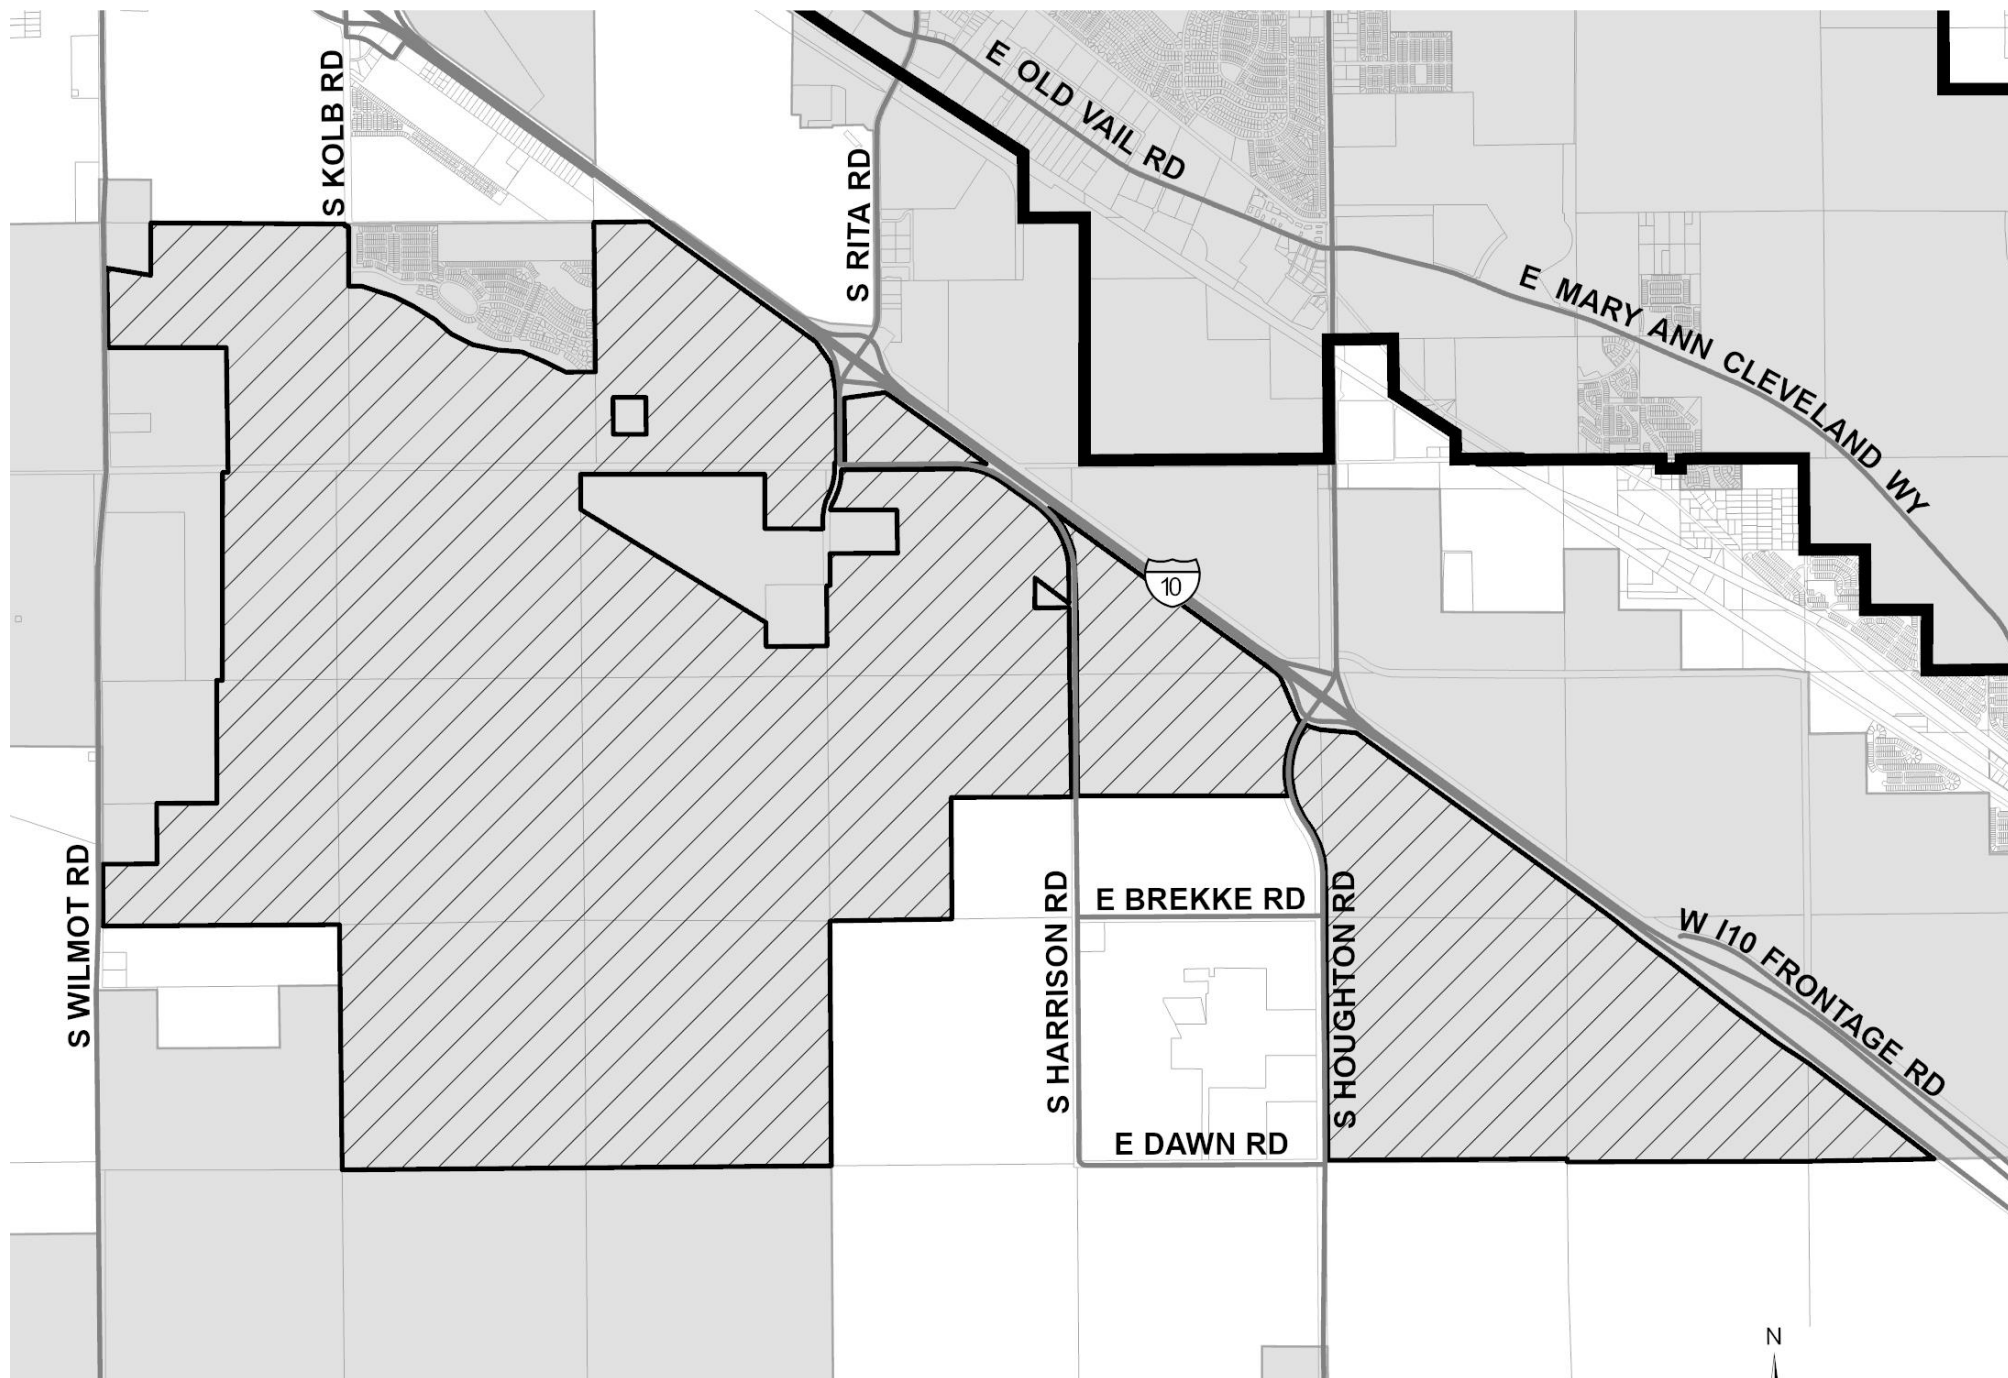 S KOLB RD
E OLD VAIL RD
S RITA RD
E MARY ANN CLEVELAND WY
10
S WILMOT RD
S HARRISON RD
E BREKKE RD
S HOUGHTON RD
W I10 FRONTAGE RD
E DAWN RD
N